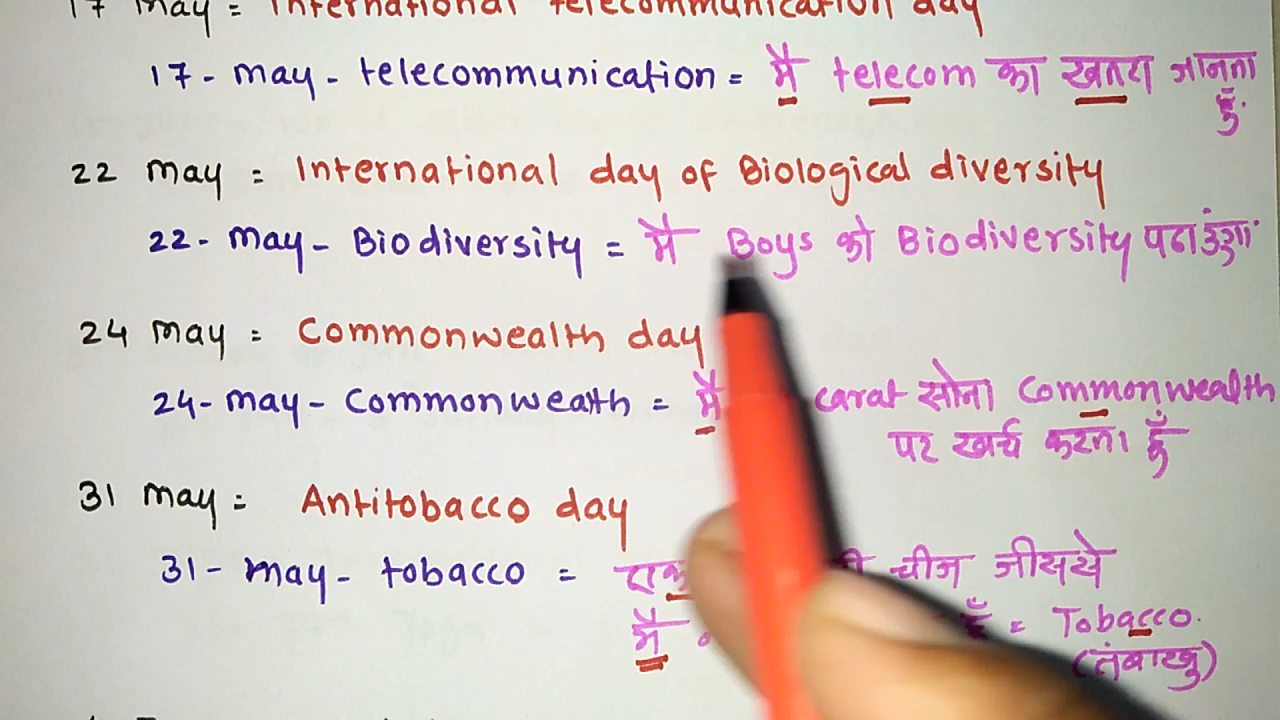 17 May = International telecommunication day
17- may - telecommunication = मै telecom का खतरा जानता
हुँ.
22 May = International day of Biological diversity
22- may - Biodiversity = मै Boys को Biodiversity पढाउंगा
24 May = Commonwealth day
24- may - Commonweath = मै carat सोना Commonwealth
पर खर्च करता हुँ
31 May = Antitobacco day
31- may - tobacco = चीज जीसये
मै हुँ = Tobacco.
(तंबाखु)